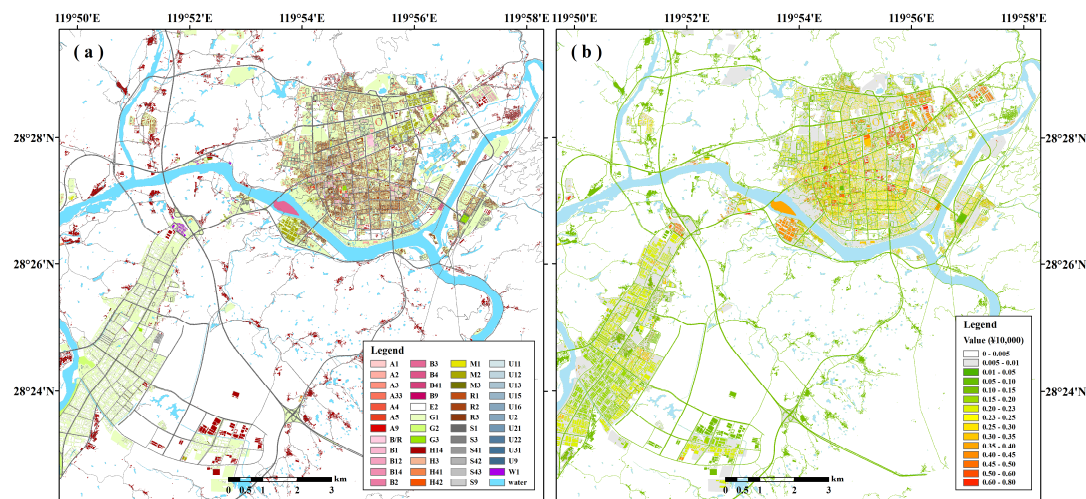 119°50'E 119°52'E 119°54'E 119°56'E 119°58'E 119°50'E 119°52'E 119°54'E 119°56'E 119°58'E
( a )
( b )
28°28'N 28°28'N
28°26'N 28°26'N
28°24'N 28°24'N
Legend
A1 B3 M1 U11
A2 B4 M2 U12
A3 B41 M3 U13
A33 B9 R1 U15
A4 E2 R2 U16
A5 G1 R3 U2
A9 G2 S1 U21
B/R G3 S3 U22
B1 H14 S41 U31
B12 H3 S42 U9
B14 H41 S43 W1
B2 H42 S9 water
0 0.5 1 2 3 km
Legend
Value (¥10,000)
0 - 0.005
0.005 - 0.01
0.01 - 0.05
0.05 - 0.10
0.10 - 0.15
0.15 - 0.20
0.20 - 0.23
0.23 - 0.25
0.25 - 0.30
0.30 - 0.35
0.35 - 0.40
0.40 - 0.45
0.45 - 0.50
0.50 - 0.60
0.60 - 0.80
0 0.5 1 2 3 km